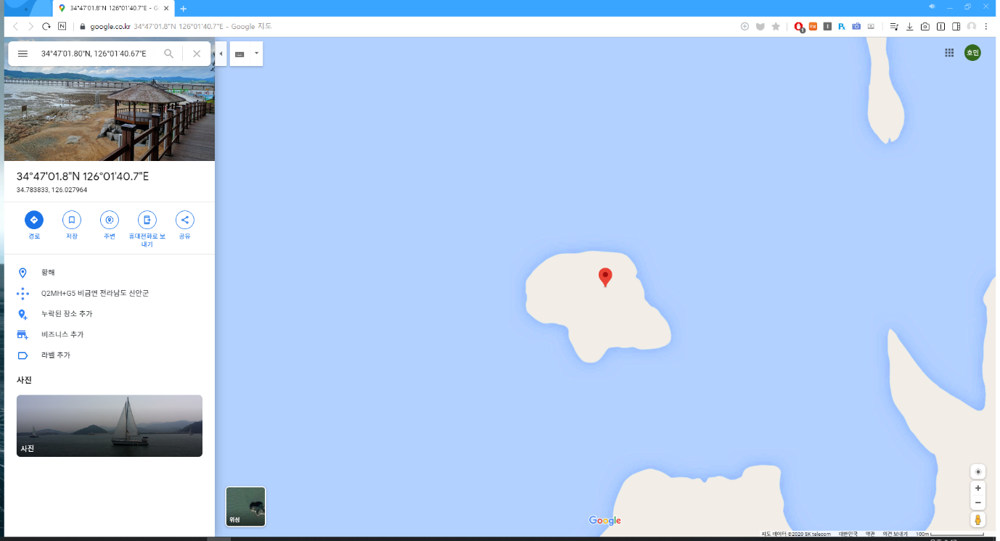 34°47'01.8"N 126°01'40.7"E - Go
google.co.kr 34°47'01.8"N 126°01'40.7"E - Google 지도
34°47'01.80"N, 126°01'40.67"E
호민
34°47'01.8"N 126°01'40.7"E
34.783833, 126.027964
경로
저장
주변
휴대전화로 보
내기
공유
황해
Q2MH+G5 비금면 전라남도 신안군
누락된 장소 추가
비즈니스 추가
라벨 추가
사진
사진
위성
Google
지도 데이터 ©2020 SK telecom 대한민국 약관 의견 보내기 100m